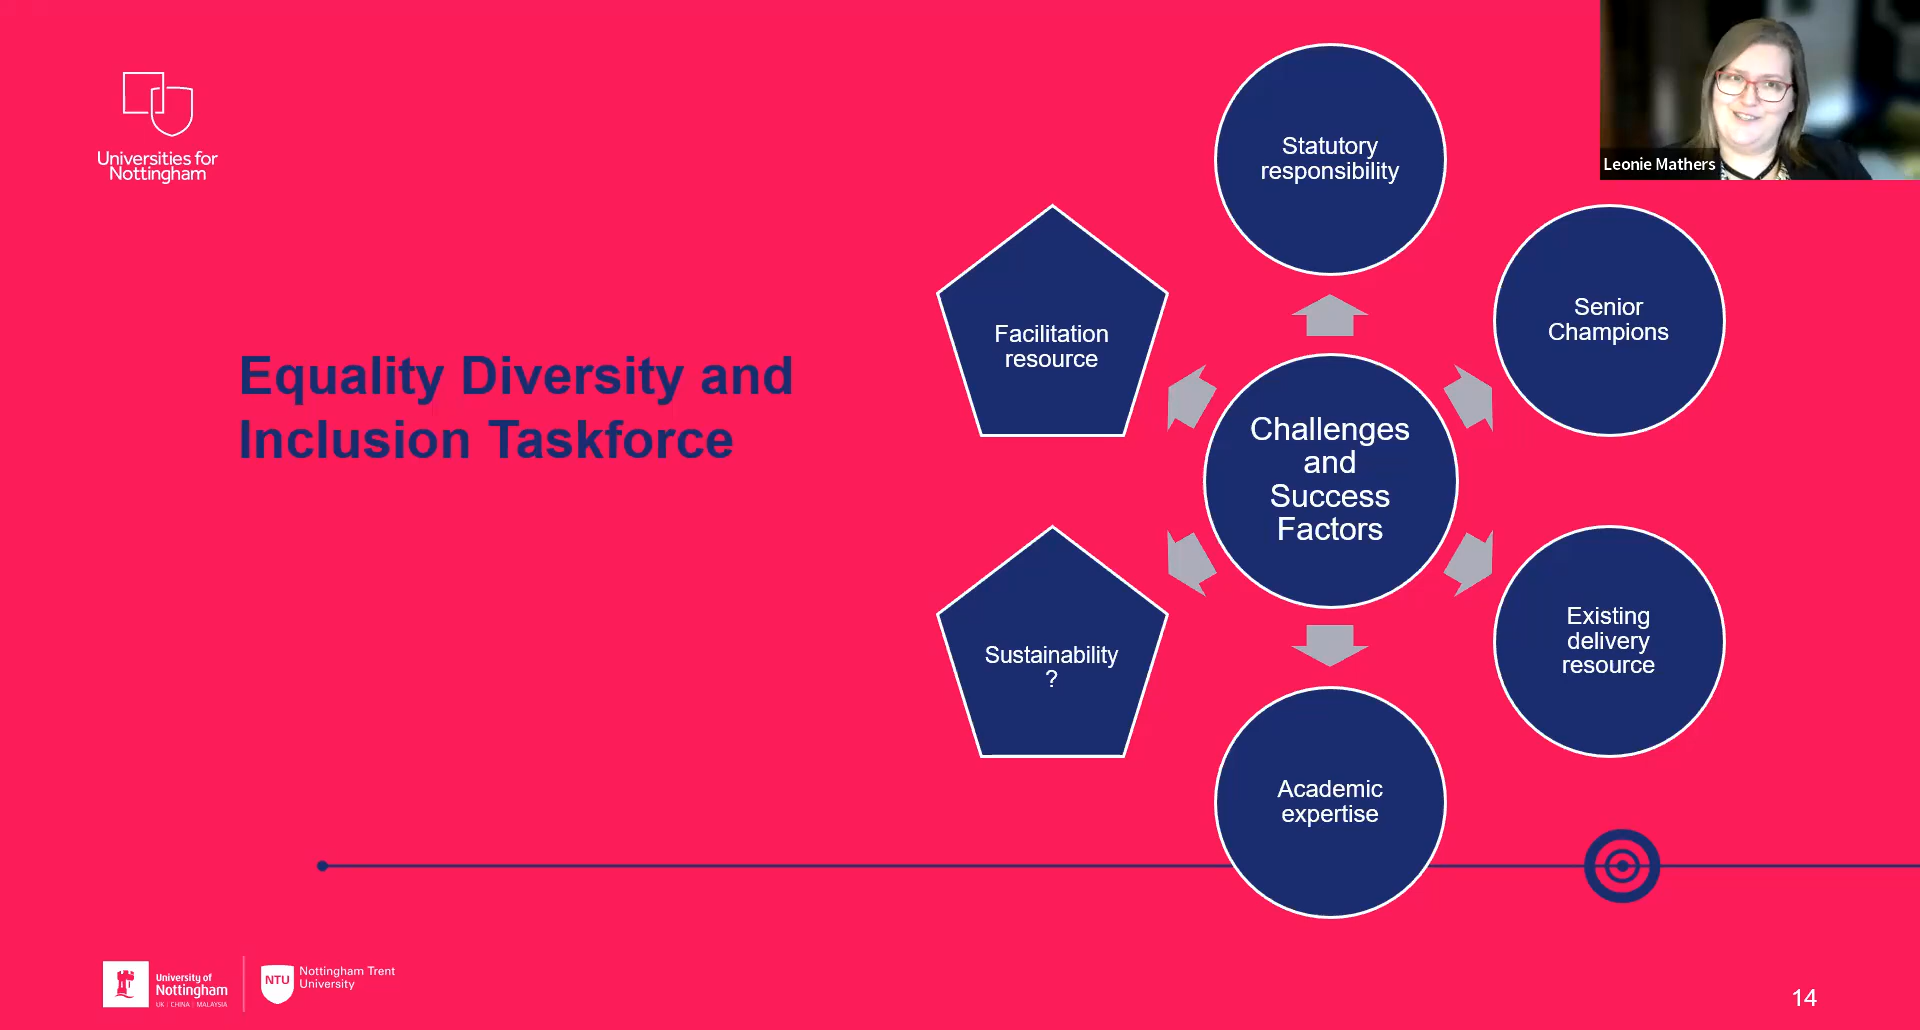 Universities for
Nottingham
Equality Diversity and
Inclusion Taskforce
Statutory
responsibility
Leonie Mathers
Senior
Champions
Facilitation
resource
Challenges
and
Success
Factors
Existing
delivery
resource
Sustainability
?
Academic
expertise
University of
Nottingham
UK | CHINA | MALAYSIA
NTU
Nottingham Trent
University
14